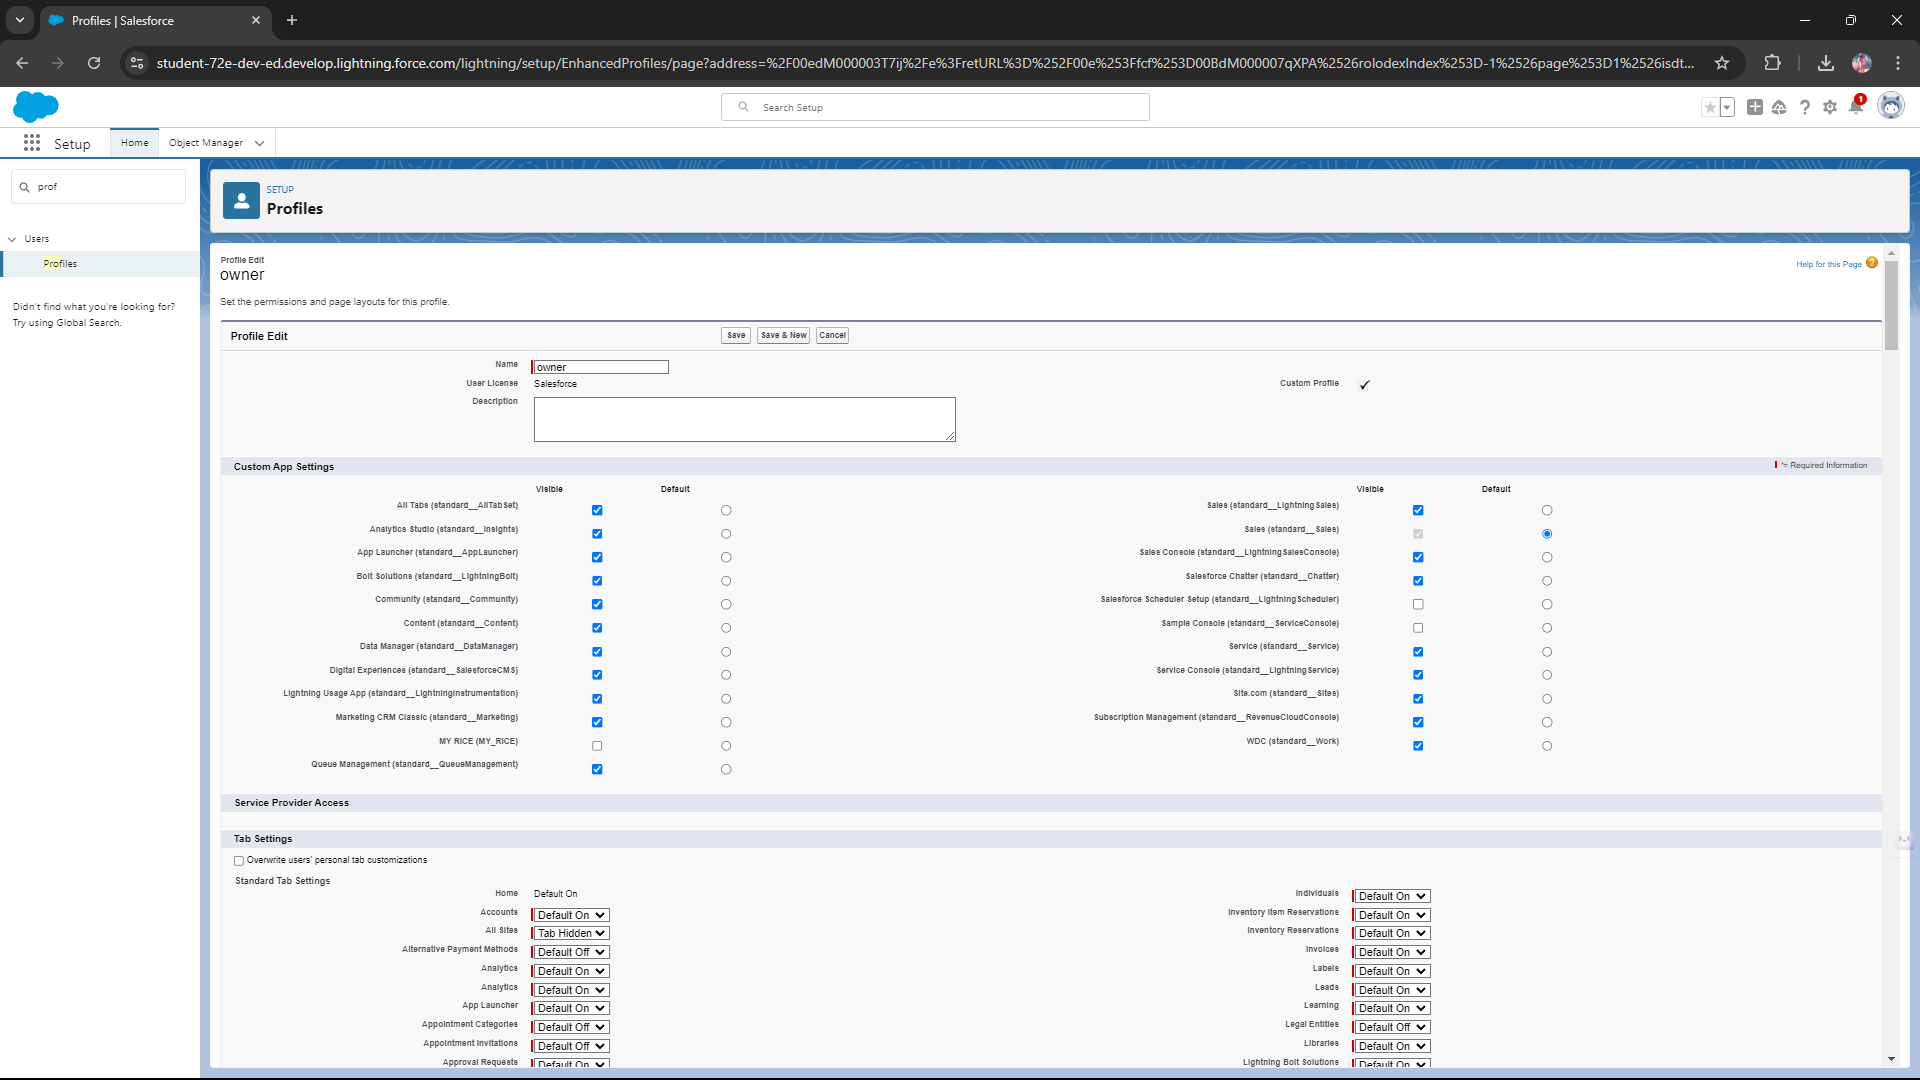 Profiles | Salesforce
student-72e-dev-ed.develop.lightning.force.com/lightning/setup/EnhancedProfiles/page?address=%2F00edM000003T7ij%2Fe%3FretURL%3D%252F00e%253Ffcf%253D00BdM000007qXPA%2526rolodexIndex%253D-1%2526page%253D1%2526isdt...
Search Setup
1
Setup
Home
Object Manager
prof
Users
Profiles
Didn't find what you're looking for?
Try using Global Search.
SETUP
Profiles
Profile Edit
owner
Help for this Page
Set the permissions and page layouts for this profile.
Profile Edit
Save
Save & New
Cancel
Name
owner
User License
Salesforce
Custom Profile
Description
Custom App Settings
= Required Information
Visible Default Visible Default
All Tabs (standard__AllTabSet)
Sales (standard__LightningSales)
Analytics Studio (standard__Insights)
Sales (standard__Sales)
App Launcher (standard__AppLauncher)
Sales Console (standard__LightningSalesConsole)
Bolt Solutions (standard__LightningBolt)
Salesforce Chatter (standard__Chatter)
Community (standard__Community)
Salesforce Scheduler Setup (standard__LightningScheduler)
Content (standard__Content)
Sample Console (standard__ServiceConsole)
Data Manager (standard__DataManager)
Service (standard__Service)
Digital Experiences (standard__SalesforceCMS)
Service Console (standard__LightningService)
Lightning Usage App (standard__LightningInstrumentation)
Site.com (standard__Sites)
Marketing CRM Classic (standard__Marketing)
Subscription Management (standard__RevenueCloudConsole)
MY RICE (MY_RICE)
WDC (standard__Work)
Queue Management (standard__QueueManagement)
Service Provider Access
Tab Settings
Overwrite users' personal tab customizations
Standard Tab Settings
Home Default On
Individuals Default On
Accounts Default On
Inventory Item Reservations Default On
All Sites Tab Hidden
Inventory Reservations Default On
Alternative Payment Methods Default Off
Invoices Default On
Analytics Default On
Labels Default On
Analytics Default On
Leads Default On
App Launcher Default On
Learning Default On
Appointment Categories Default Off
Legal Entities Default Off
Appointment Invitations Default Off
Libraries Default On
Approval Requests Default On
Lightning Bolt Solutions Default On